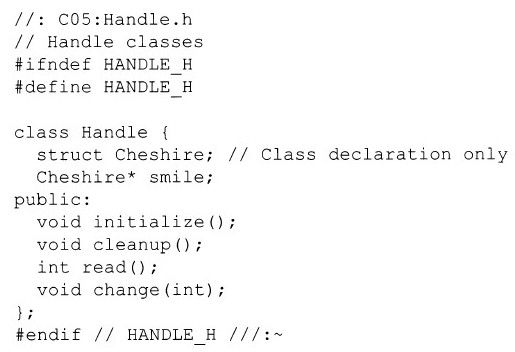 //: C05:Handle.h
// Handle classes
#ifndef HANDLE_H
#define HANDLE_H

class Handle {
  struct Cheshire; // Class declaration only
  Cheshire* smile;
public:
  void initialize();
  void cleanup();
  int read();
  void change(int);
};
#endif // HANDLE_H ///:~